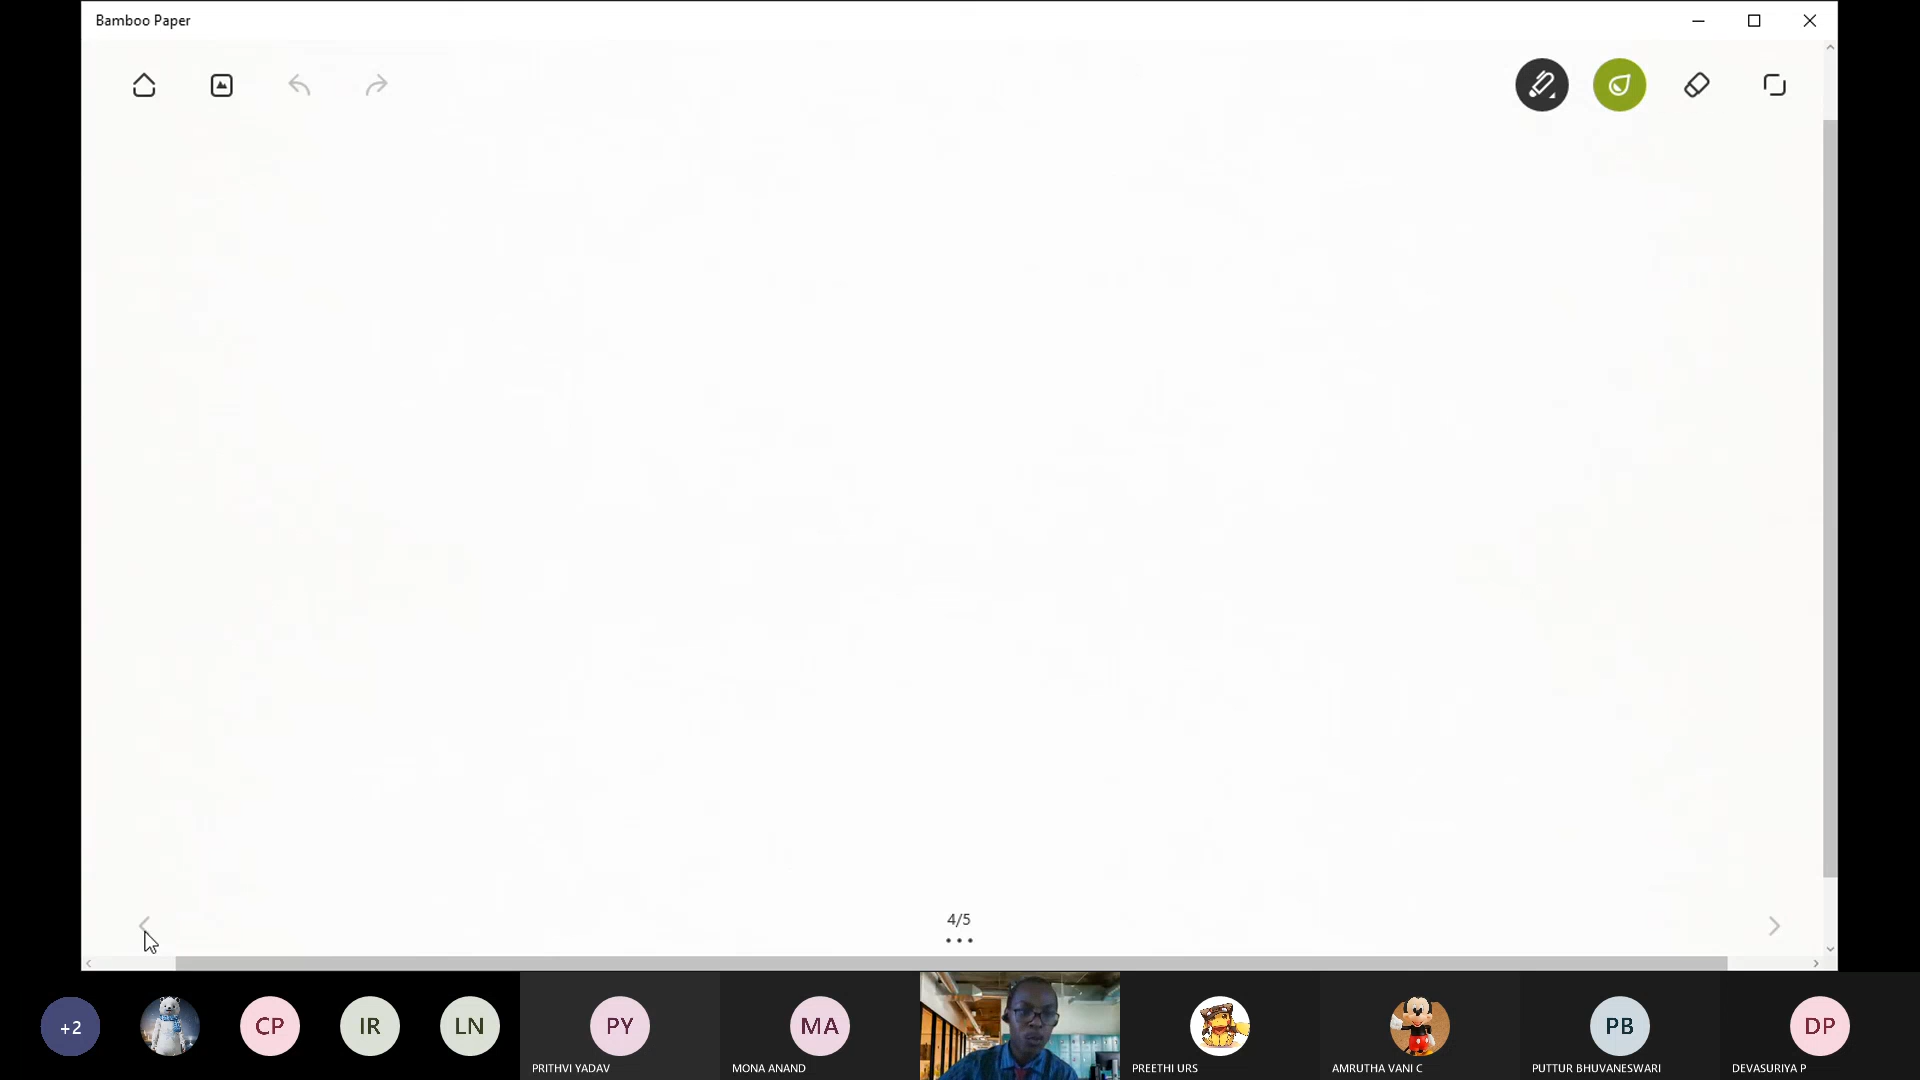 Bamboo Paper
4/5
+2
CP
IR
LN
PY
MA
PB
DP
PRITHVI YADAV
MONA ANAND
PREETHI URS
AMRUTHA VANI C
PUTTUR BHUVANESWARI
DEVASURIYA P